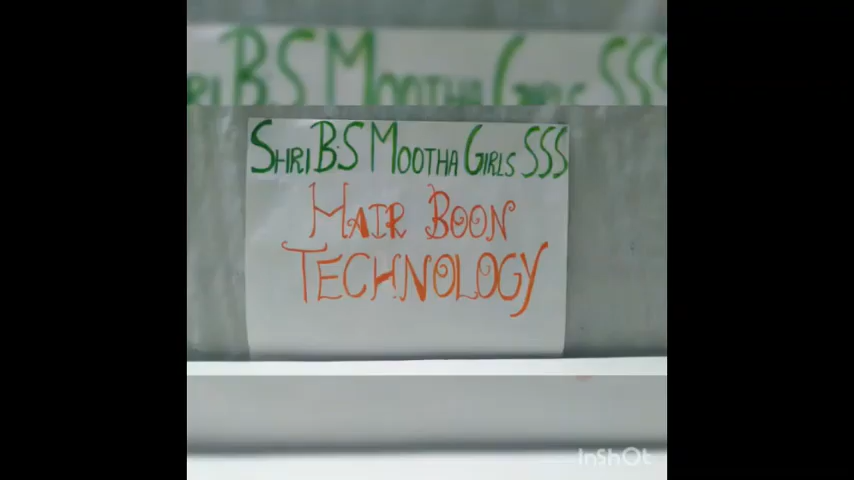 SHRI B.S MOOTHA GIRLS SSS
HAIR BOON
TECHNOLOGY
InShOt